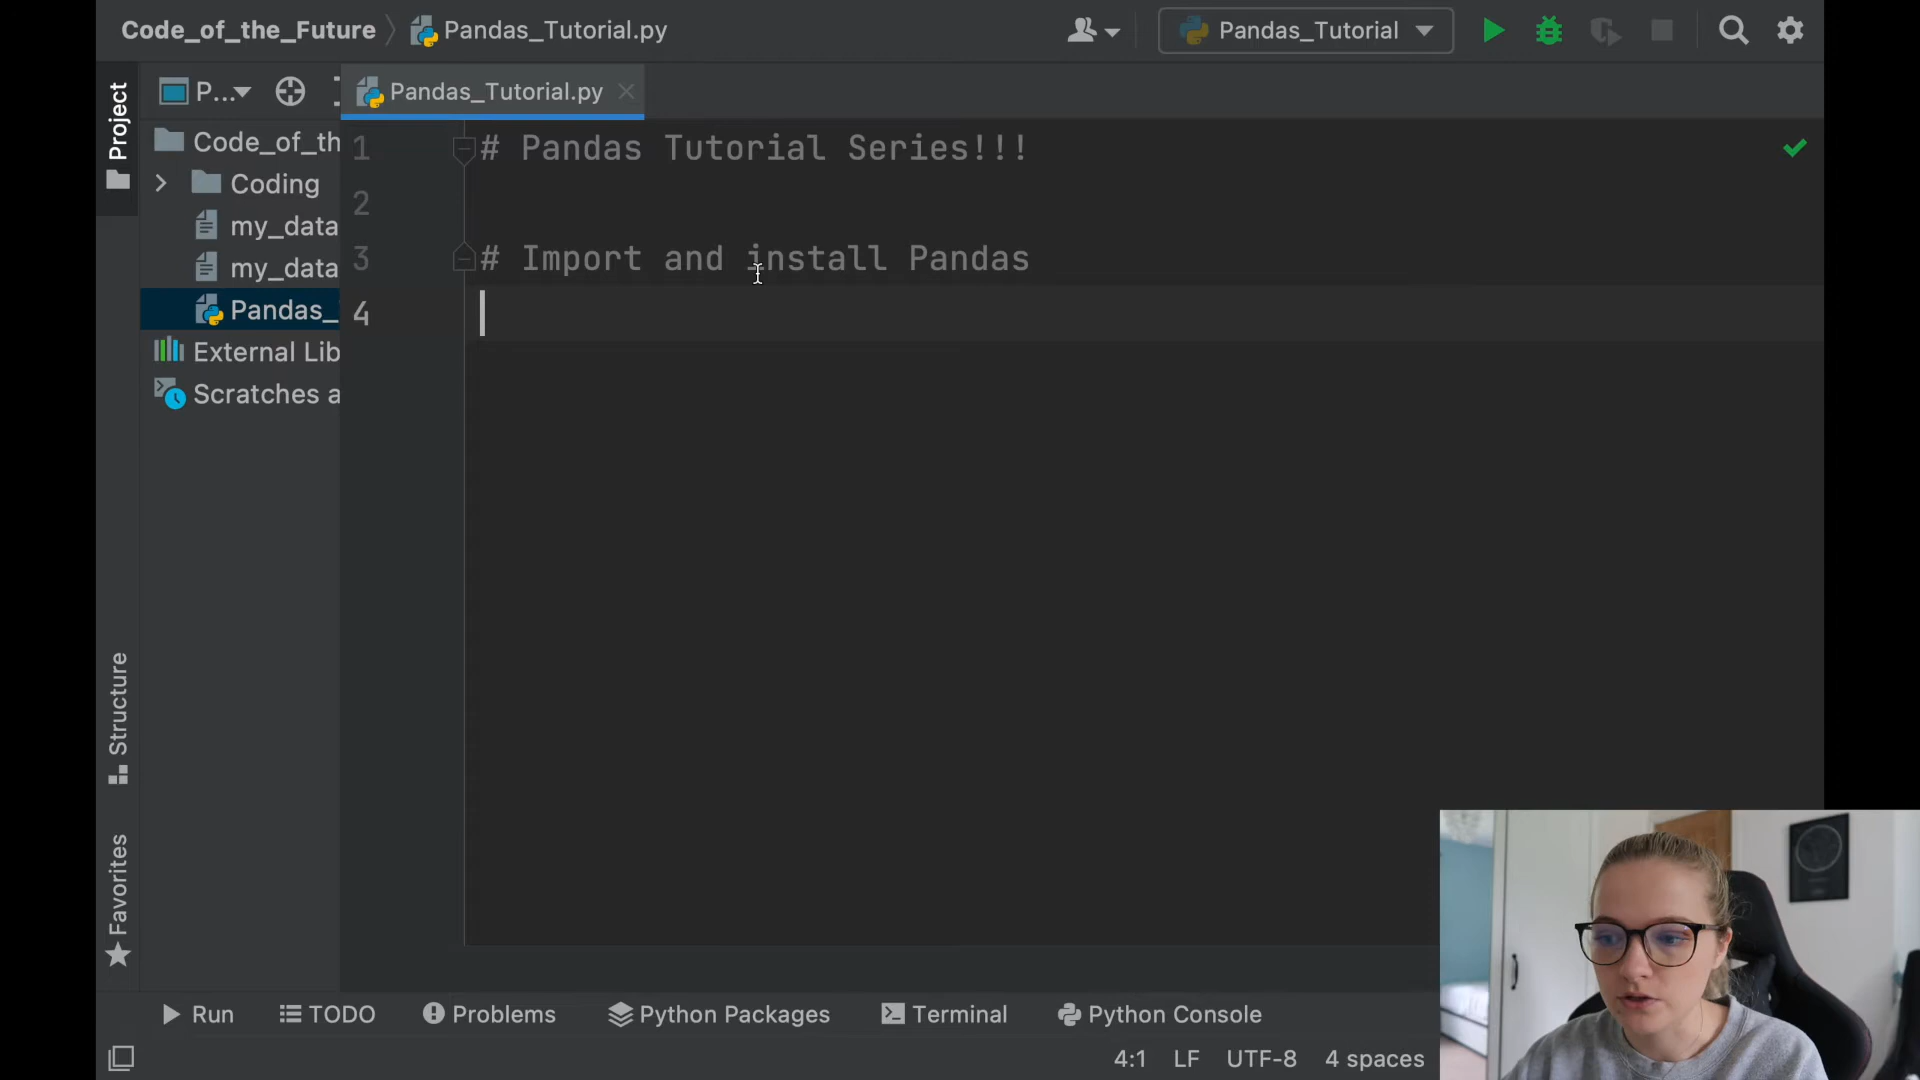 Code_of_the_Future
Pandas_Tutorial.py
Pandas_Tutorial
Project
P...
Pandas_Tutorial.py
Code_of_th
Coding
my_data
my_data
Pandas_
External Lib
Scratches a
1 # Pandas Tutorial Series!!!
2
3 # Import and install Pandas
4
Structure
Favorites
Run
TODO
Problems
Python Packages
Terminal
Python Console
4:1
LF
UTF-8
4 spaces